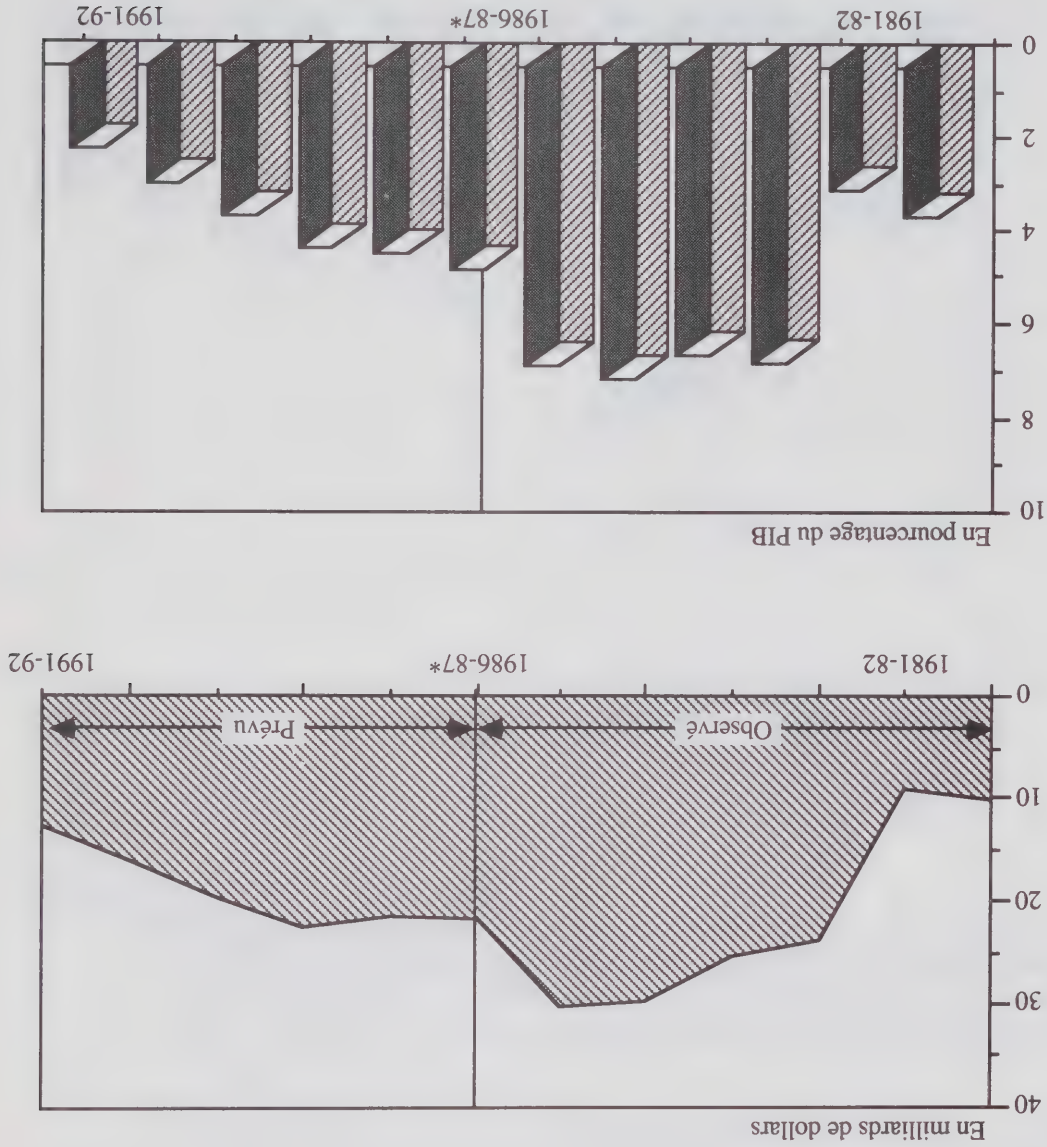 En milliards de dollars
40
30
20
10
Observé Prévu
0
1981-82 1986-87* 1991-92
En pourcentage du PIB
10
8
6
4
2
0
1981-82 1986-87* 1991-92